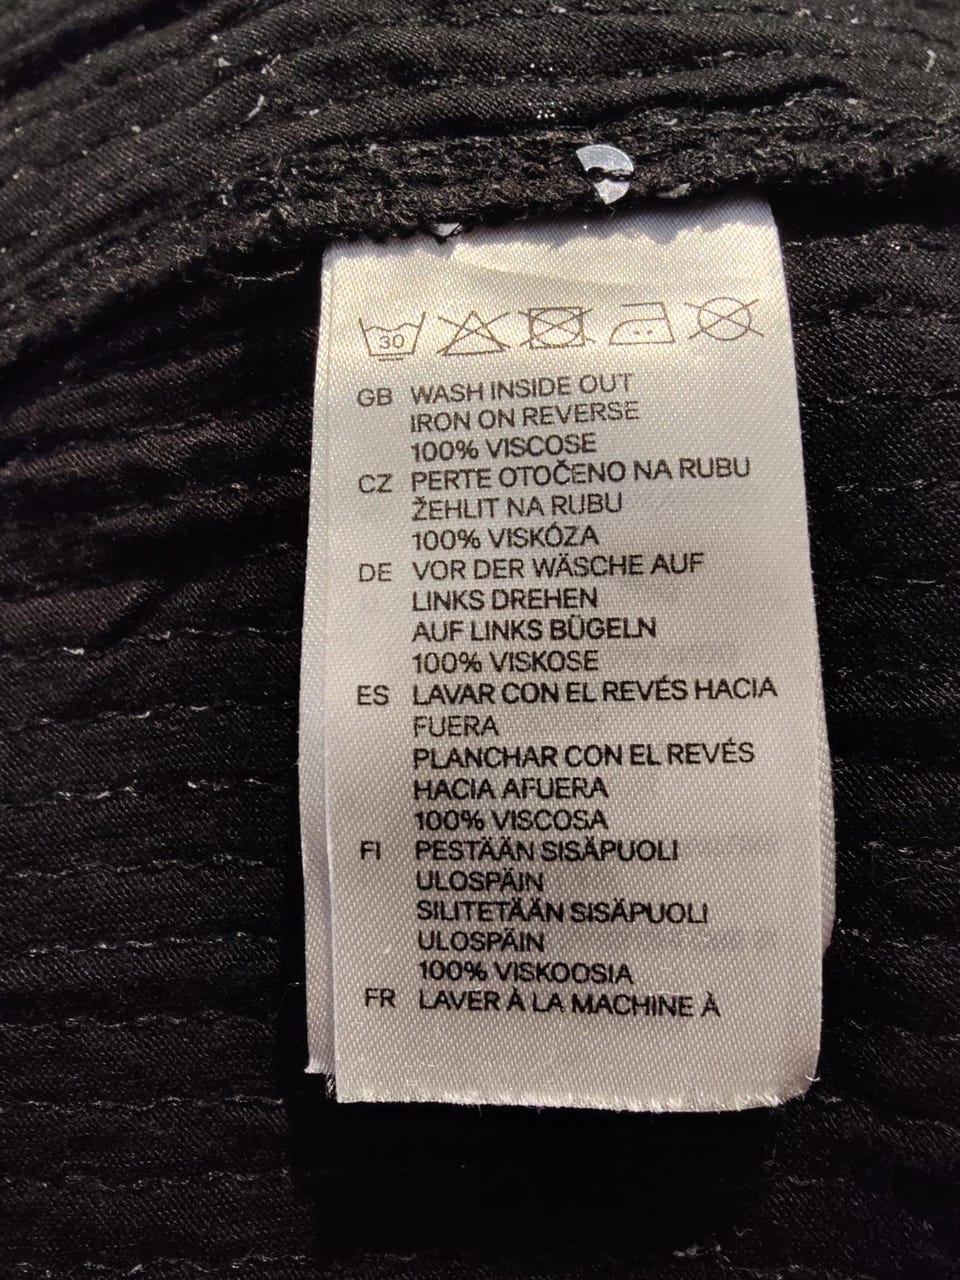 30
GB WASH INSIDE OUT
IRON ON REVERSE
100% VISCOSE
CZ PERTE OTOČENO NA RUBU
ŽEHLIT NA RUBU
100% VISKÓZA
DE VOR DER WÄSCHE AUF
LINKS DREHEN
AUF LINKS BÜGELN
100% VISKOSE
ES LAVAR CON EL REVÉS HACIA
FUERA
PLANCHAR CON EL REVÉS
HACIA AFUERA
100% VISCOSA
FI PESTÄÄN SISÄPUOLI
ULOSPÄIN
SILITETÄÄN SISÄPUOLI
ULOSPÄIN
100% VISKOOSIA
FR LAVER À LA MACHINE À